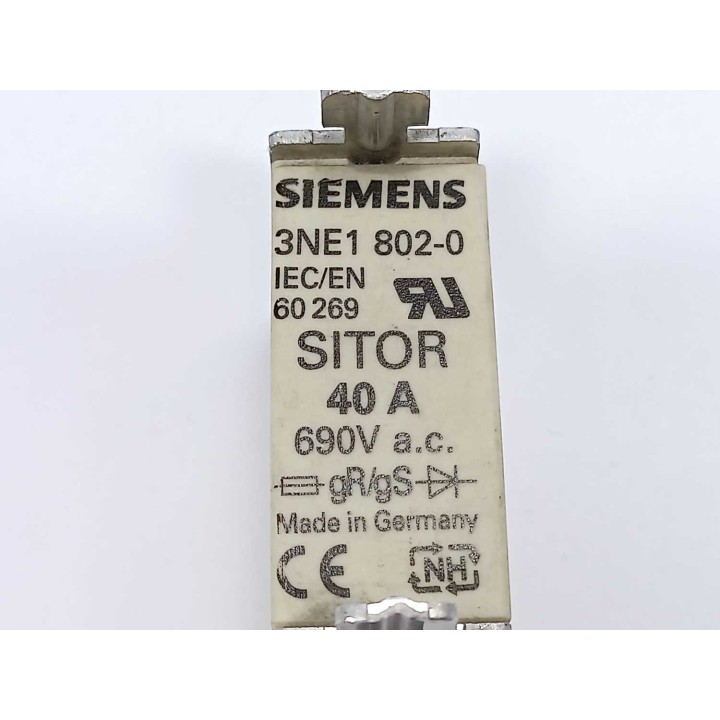 SIEMENS
3NE1 802-0
IEC/EN
60 269
SITOR
40 A
690V a.c.
gR/gS
Made in Germany
CE
NH